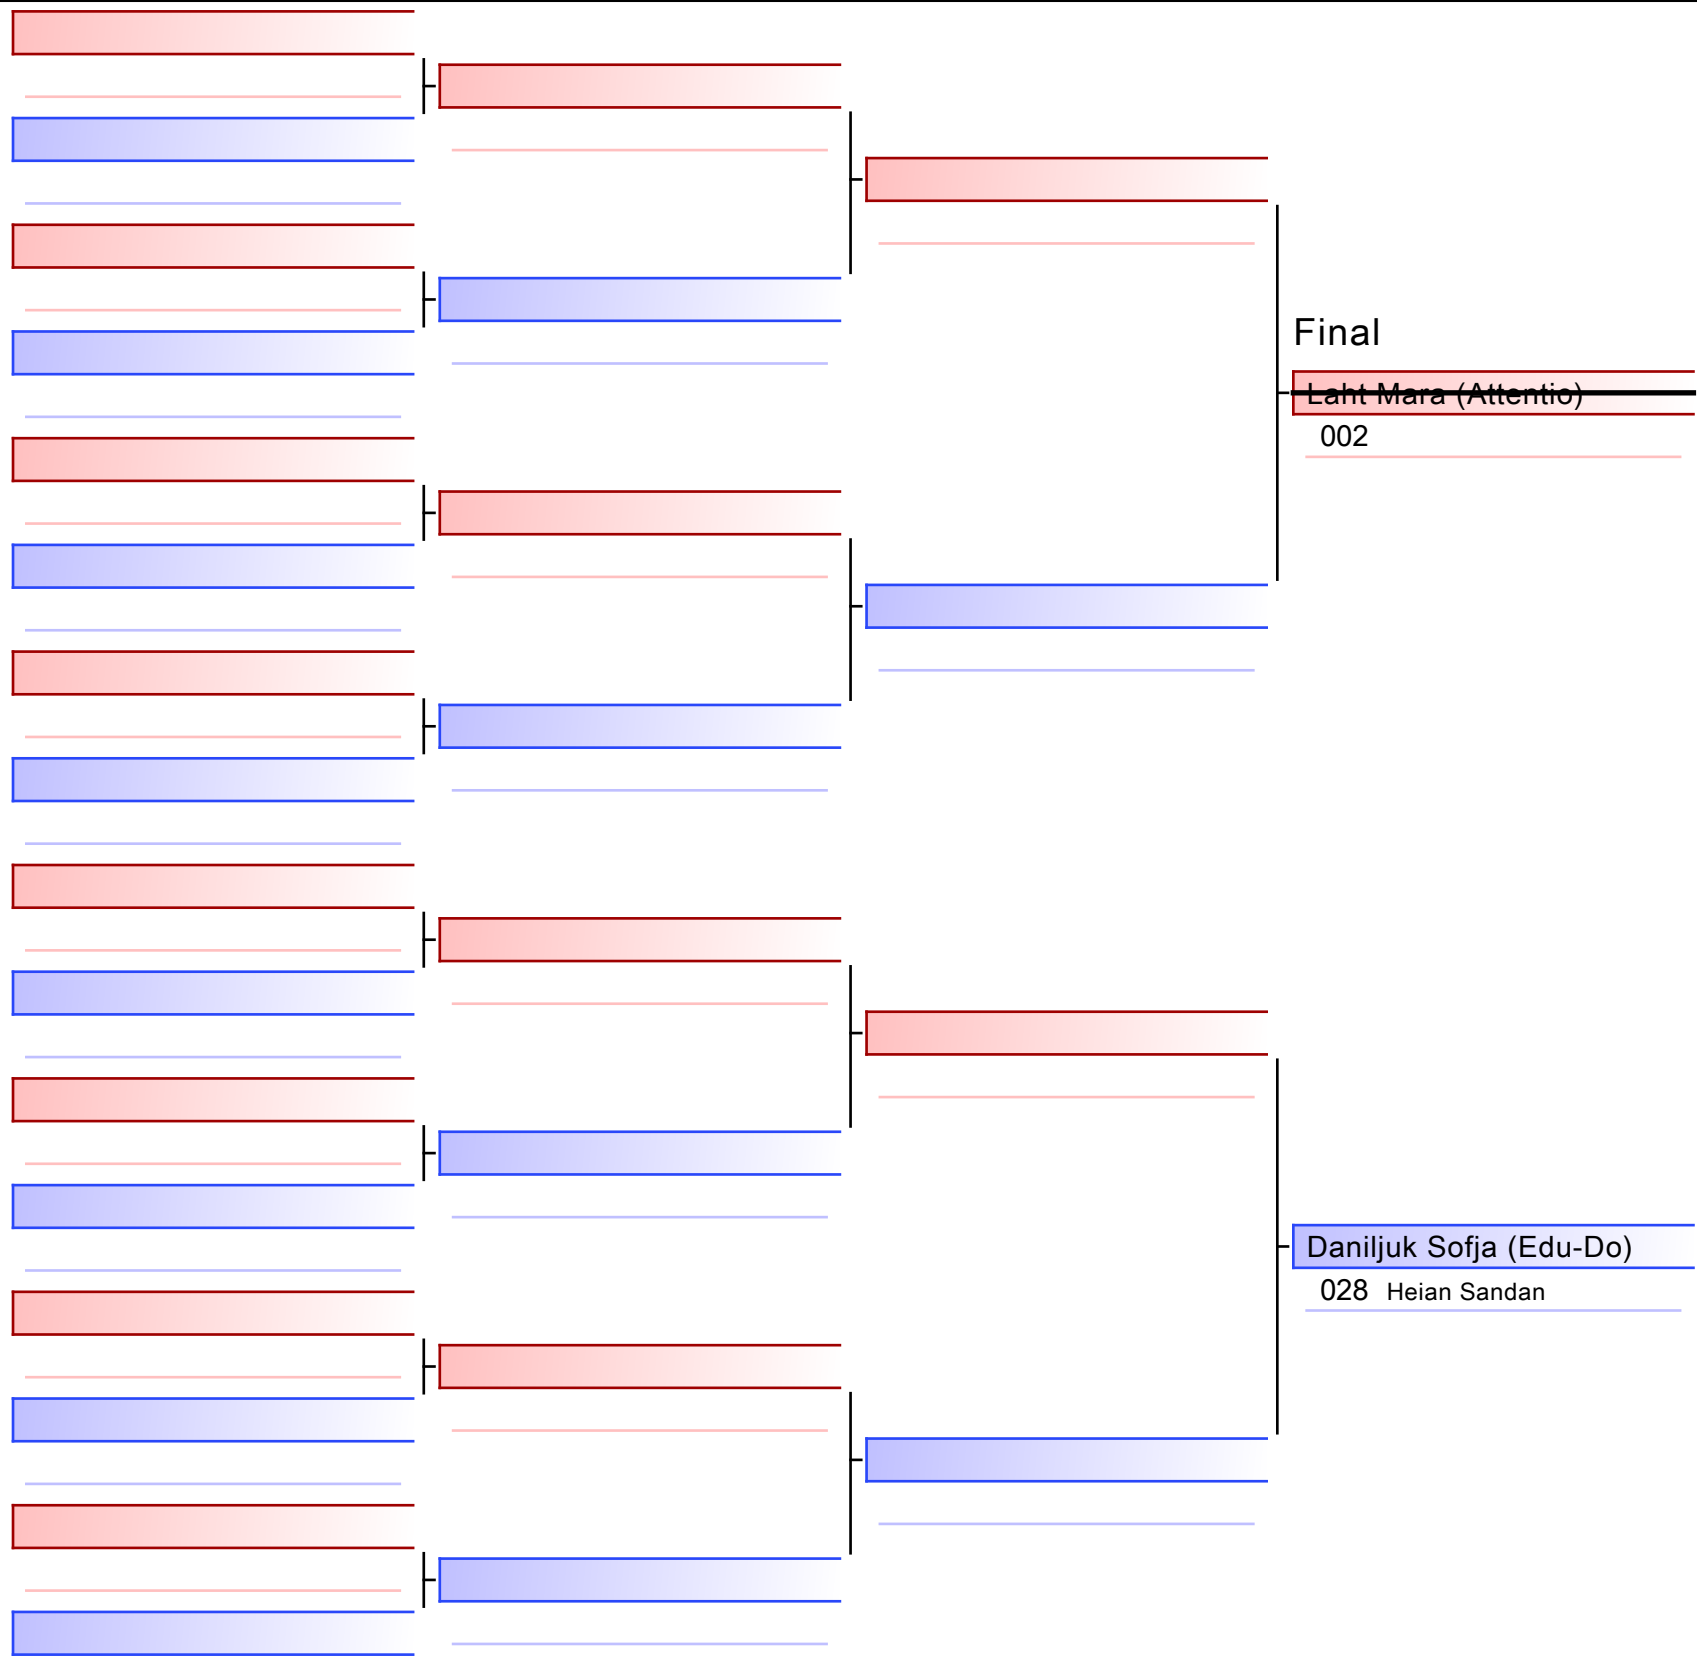 Final
Laht Mara (Attentio)
002
Daniljuk Sofja (Edu-Do)
028 Heian Sandan